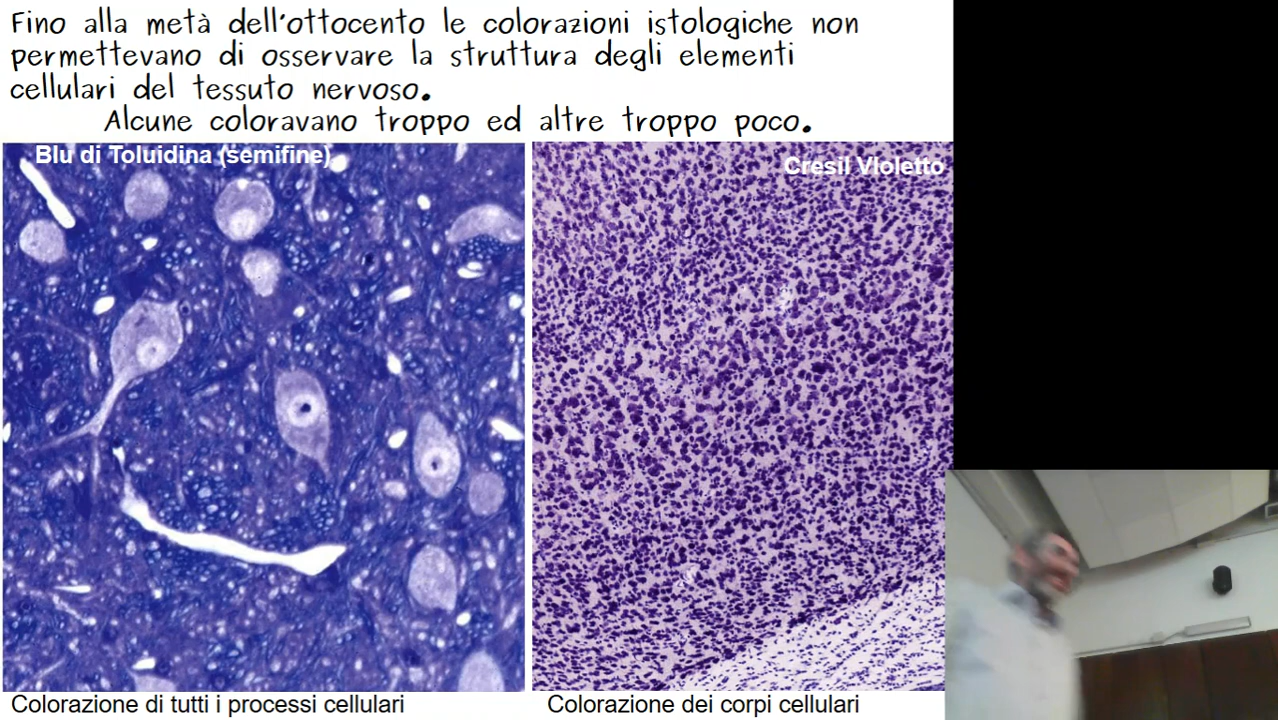 Fino alla metà dell'ottocento le colorazioni istologiche non
permettevano di osservare la struttura degli elementi
cellulari del tessuto nervoso.
Alcune coloravano troppo ed altre troppo poco.
Blu di Toluidina (semifine)
Cresil VIoletto
Colorazione di tutti i processi cellulari
Colorazione dei corpi cellulari